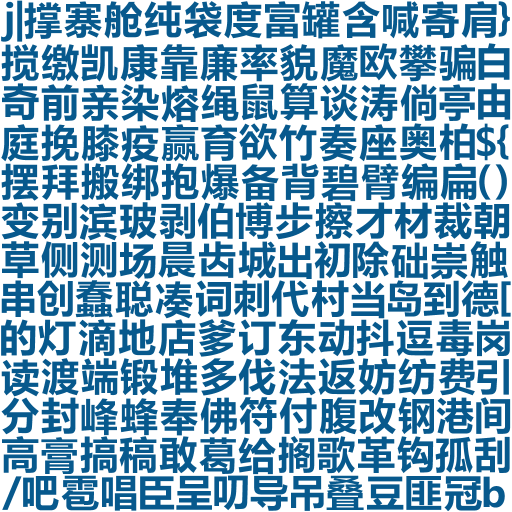 j|撑寨舱纯袋度富罐含喊寄肩}
搅缴凯康靠廉率貌魔欧攀骗白
奇前亲染熔绳鼠算谈涛倘亭由
庭挽膝疫赢育欲竹奏座奥柏${
摆拜搬绑抱爆备背碧臂编扁()
变别滨玻剥伯博步擦才材裁朝
草侧测场晨齿城出初除础崇触
串创蠢聪凑词刺代村当岛到德[
的灯滴地店爹订东动抖逗毒岗
读渡端锻堆多伐法返妨纺费引
分封峰蜂奉佛符付腹改钢港间
高膏搞稿敢葛给搁歌革钩孤刮
/吧雹唱臣呈叨导吊叠豆匪冠b